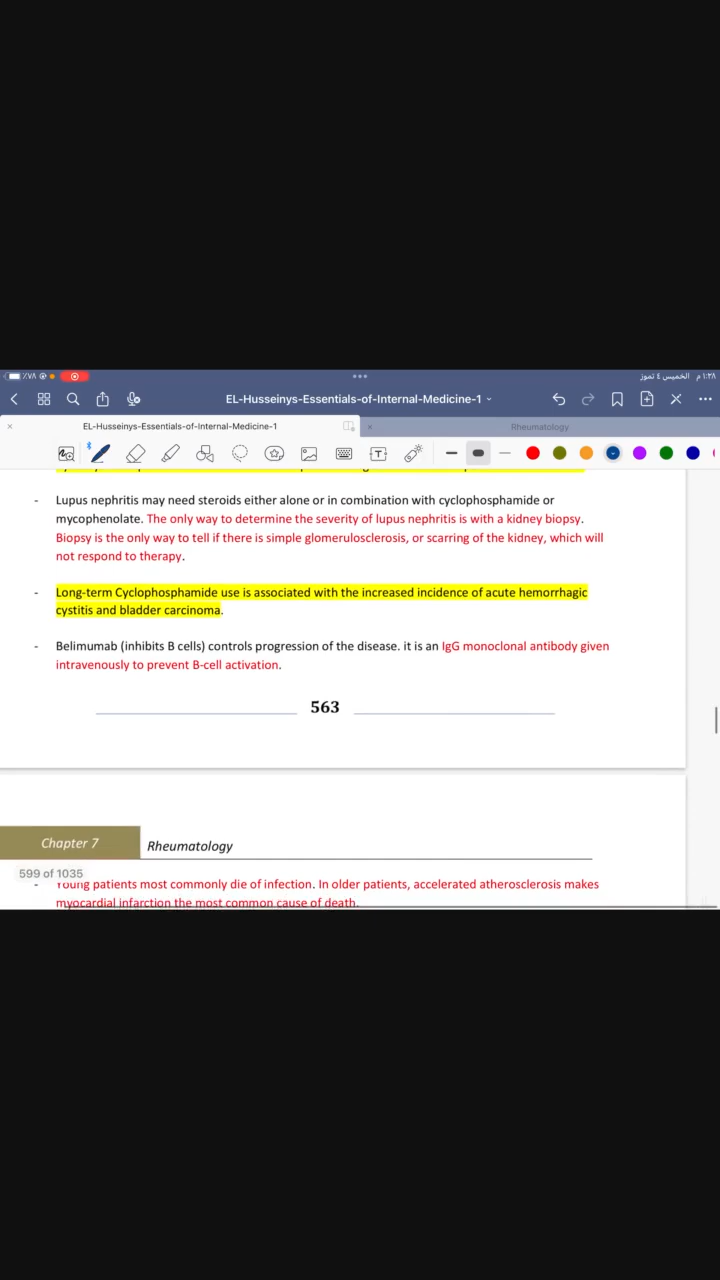 ٪٧٨
١:٢٨ م الخميس ٤ تموز
EL-Husseinys-Essentials-of-Internal-Medicine-1
EL-Husseinys-Essentials-of-Internal-Medicine-1
Rheumatology
- Lupus nephritis may need steroids either alone or in combination with cyclophosphamide or
mycophenolate. The only way to determine the severity of lupus nephritis is with a kidney biopsy.
Biopsy is the only way to tell if there is simple glomerulosclerosis, or scarring of the kidney, which will
not respond to therapy.
- Long-term Cyclophosphamide use is associated with the increased incidence of acute hemorrhagic
cystitis and bladder carcinoma.
- Belimumab (inhibits B cells) controls progression of the disease. it is an IgG monoclonal antibody given
intravenously to prevent B-cell activation.
563
Chapter 7
Rheumatology
599 of 1035
- Young patients most commonly die of infection. In older patients, accelerated atherosclerosis makes
myocardial infarction the most common cause of death.